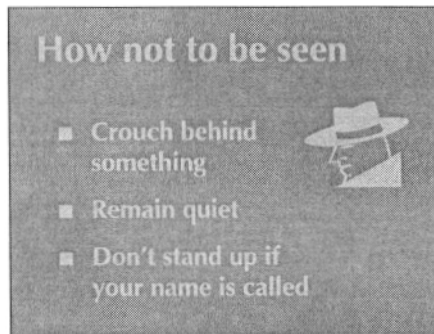 How not to be seen
■ Crouch behind
something
■ Remain quiet
■ Don't stand up if
your name is called